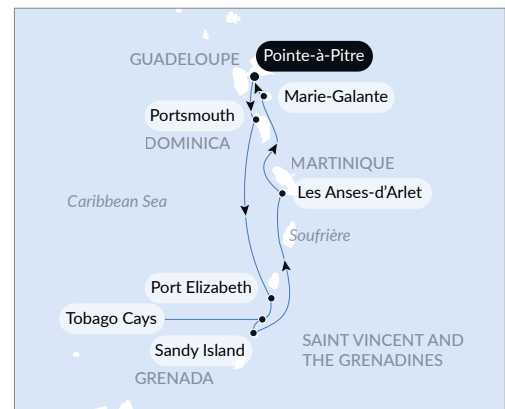 GUADELOUPE
Pointe-à-Pitre
Marie-Galante
Portsmouth
DOMINICA
MARTINIQUE
Les Anses-d'Arlet
Caribbean Sea
Soufrière
Port Elizabeth
Tobago Cays
Sandy Island
SAINT VINCENT AND
THE GRENADINES
GRENADA